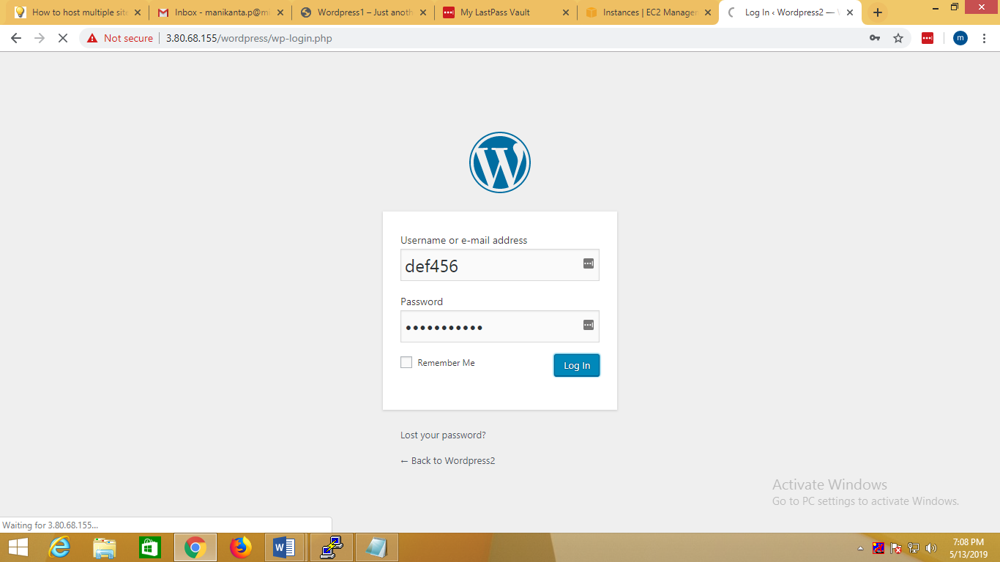 How to host multiple site
Inbox - manikanta.p@m
Wordpress1 – Just anoth
My LastPass Vault
Instances | EC2 Manager
Log In ‹ Wordpress2 —
Not secure
3.80.68.155/wordpress/wp-login.php
m
Username or e-mail address
def456
Password
•••••••••••
Remember Me
Log In
Lost your password?
← Back to Wordpress2
Activate Windows
Go to PC settings to activate Windows.
Waiting for 3.80.68.155...
7:08 PM
5/13/2019